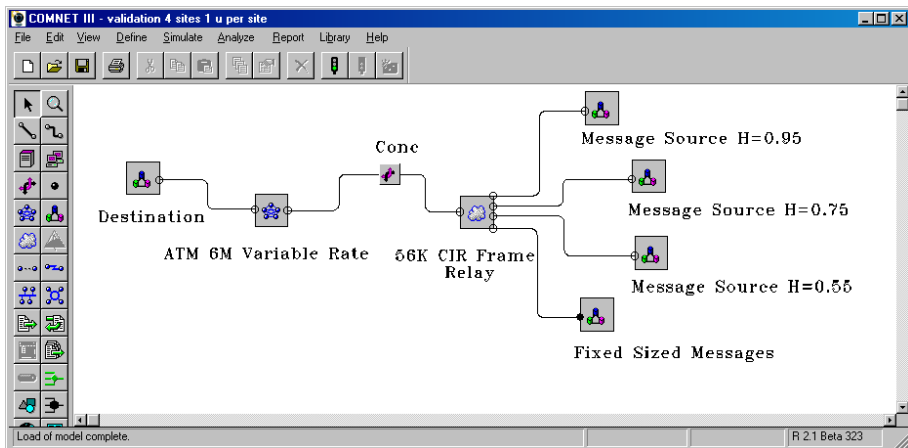 COMNET III - validation 4 sites 1 u per site
File Edit View Define Simulate Analyze Report Library Help
Message Source H=0.95
Conc
Message Source H=0.75
Destination
ATM 6M Variable Rate
56K CIR Frame
Relay
Message Source H=0.55
Fixed Sized Messages
Load of model complete.
R 2.1 Beta 323